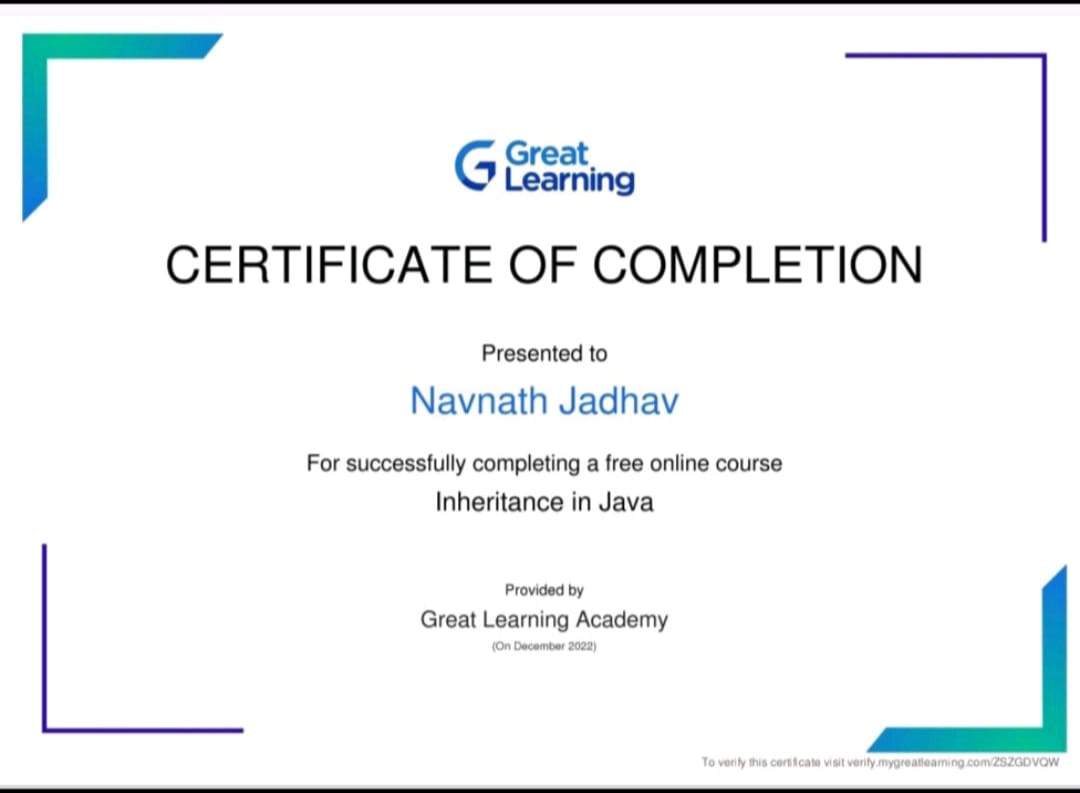 Great
Learning
CERTIFICATE OF COMPLETION
Presented to
Navnath Jadhav
For successfully completing a free online course
Inheritance in Java
Provided by
Great Learning Academy
(On December 2022)
To verify this certificate visit verify.mygreatlearning.com/ZSZGDVQW